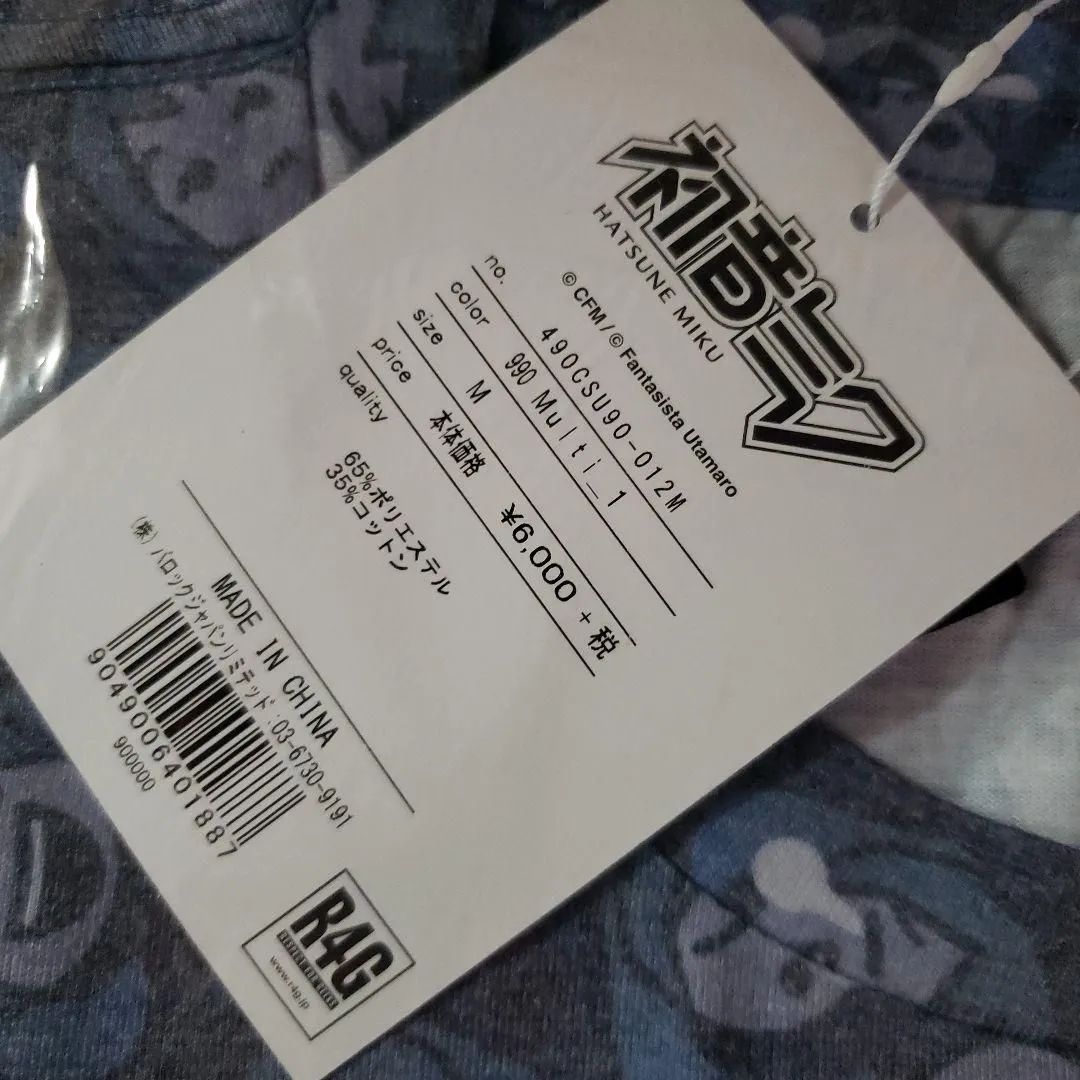 初音ミク
HATSUNE MIKU
©CFM/©Fantasista Utamaro
no. 490CSU90-012M
color 990 Multi_1
size M
price 本体価格 ¥6,000 + 税
quality
65%ポリエステル
35%コットン
MADE IN CHINA
(株)バロックジャパンリミテッド:03-6730-9191
9049006401887
900000
R4G
RESPECT FOR GEEKS
www.r4g.jp